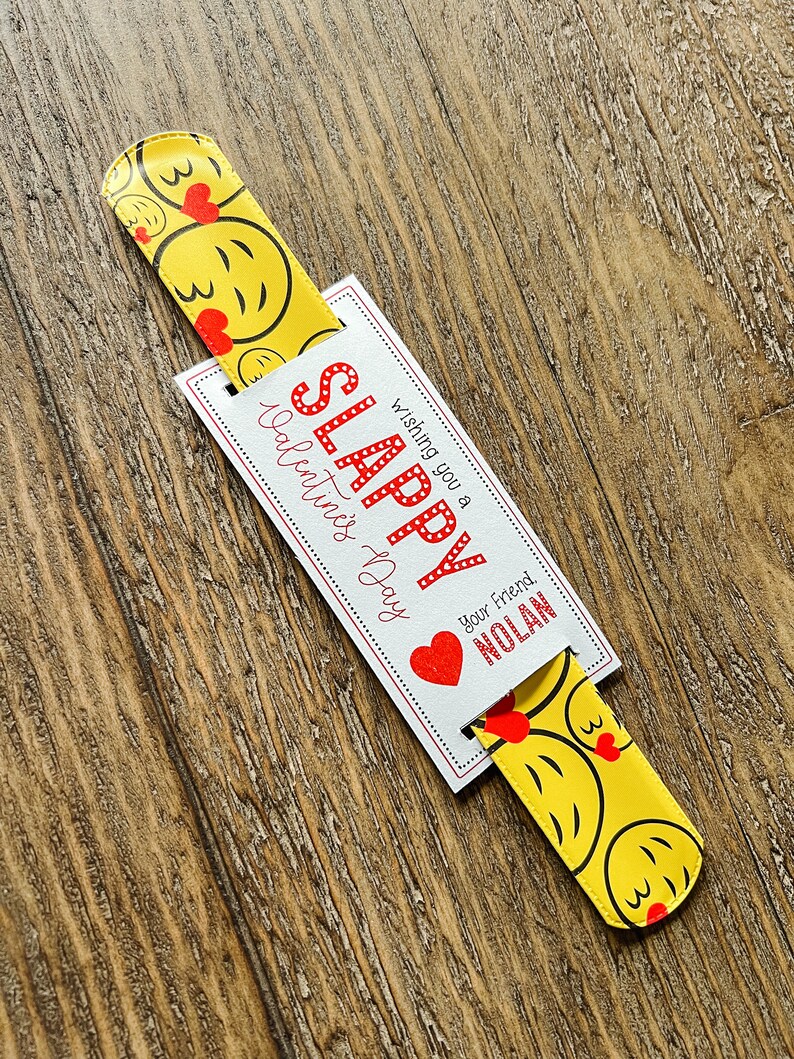 wishing you a
SLAPPY
Valentine's Day
Your Friend,
NOLAN